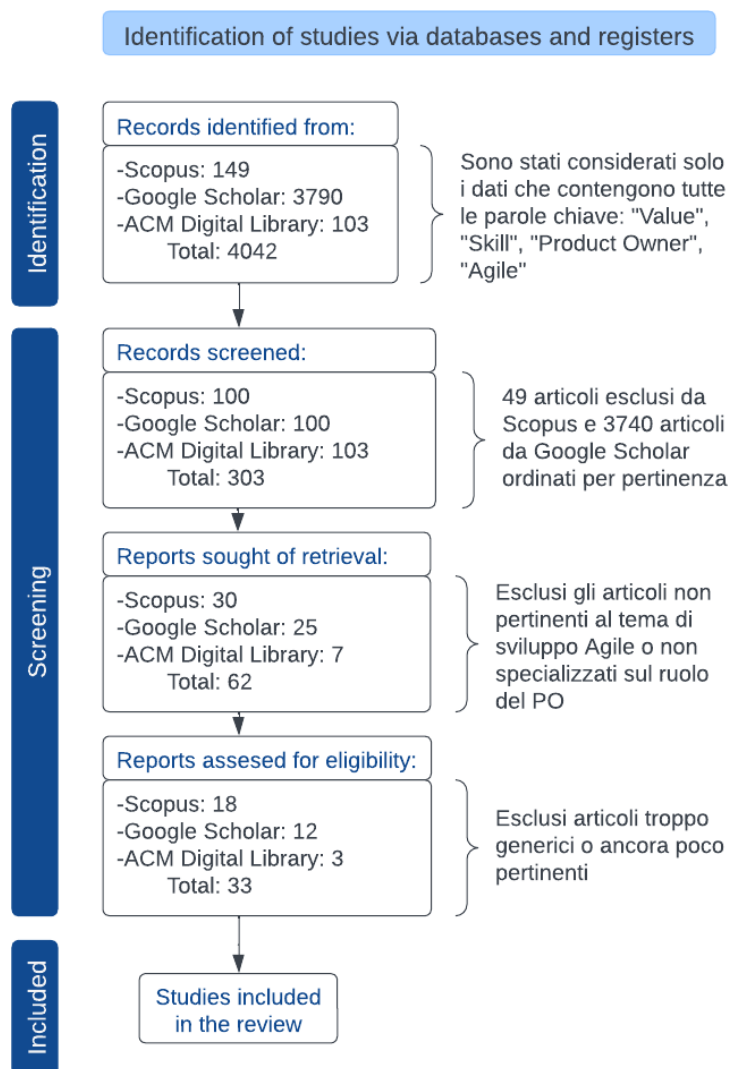 Identification of studies via databases and registers
Identification
Records identified from:
-Scopus: 149
-Google Scholar: 3790
-ACM Digital Library: 103
Total: 4042
Sono stati considerati solo
i dati che contengono tutte
le parole chiave: "Value",
"Skill", "Product Owner",
"Agile"
Screening
Records screened:
-Scopus: 100
-Google Scholar: 100
-ACM Digital Library: 103
Total: 303
49 articoli esclusi da
Scopus e 3740 articoli
da Google Scholar
ordinati per pertinenza
Reports sought of retrieval:
-Scopus: 30
-Google Scholar: 25
-ACM Digital Library: 7
Total: 62
Esclusi gli articoli non
pertinenti al tema di
sviluppo Agile o non
specializzati sul ruolo
del PO
Reports assesed for eligibility:
-Scopus: 18
-Google Scholar: 12
-ACM Digital Library: 3
Total: 33
Esclusi articoli troppo
generici o ancora poco
pertinenti
Included
Studies included
in the review